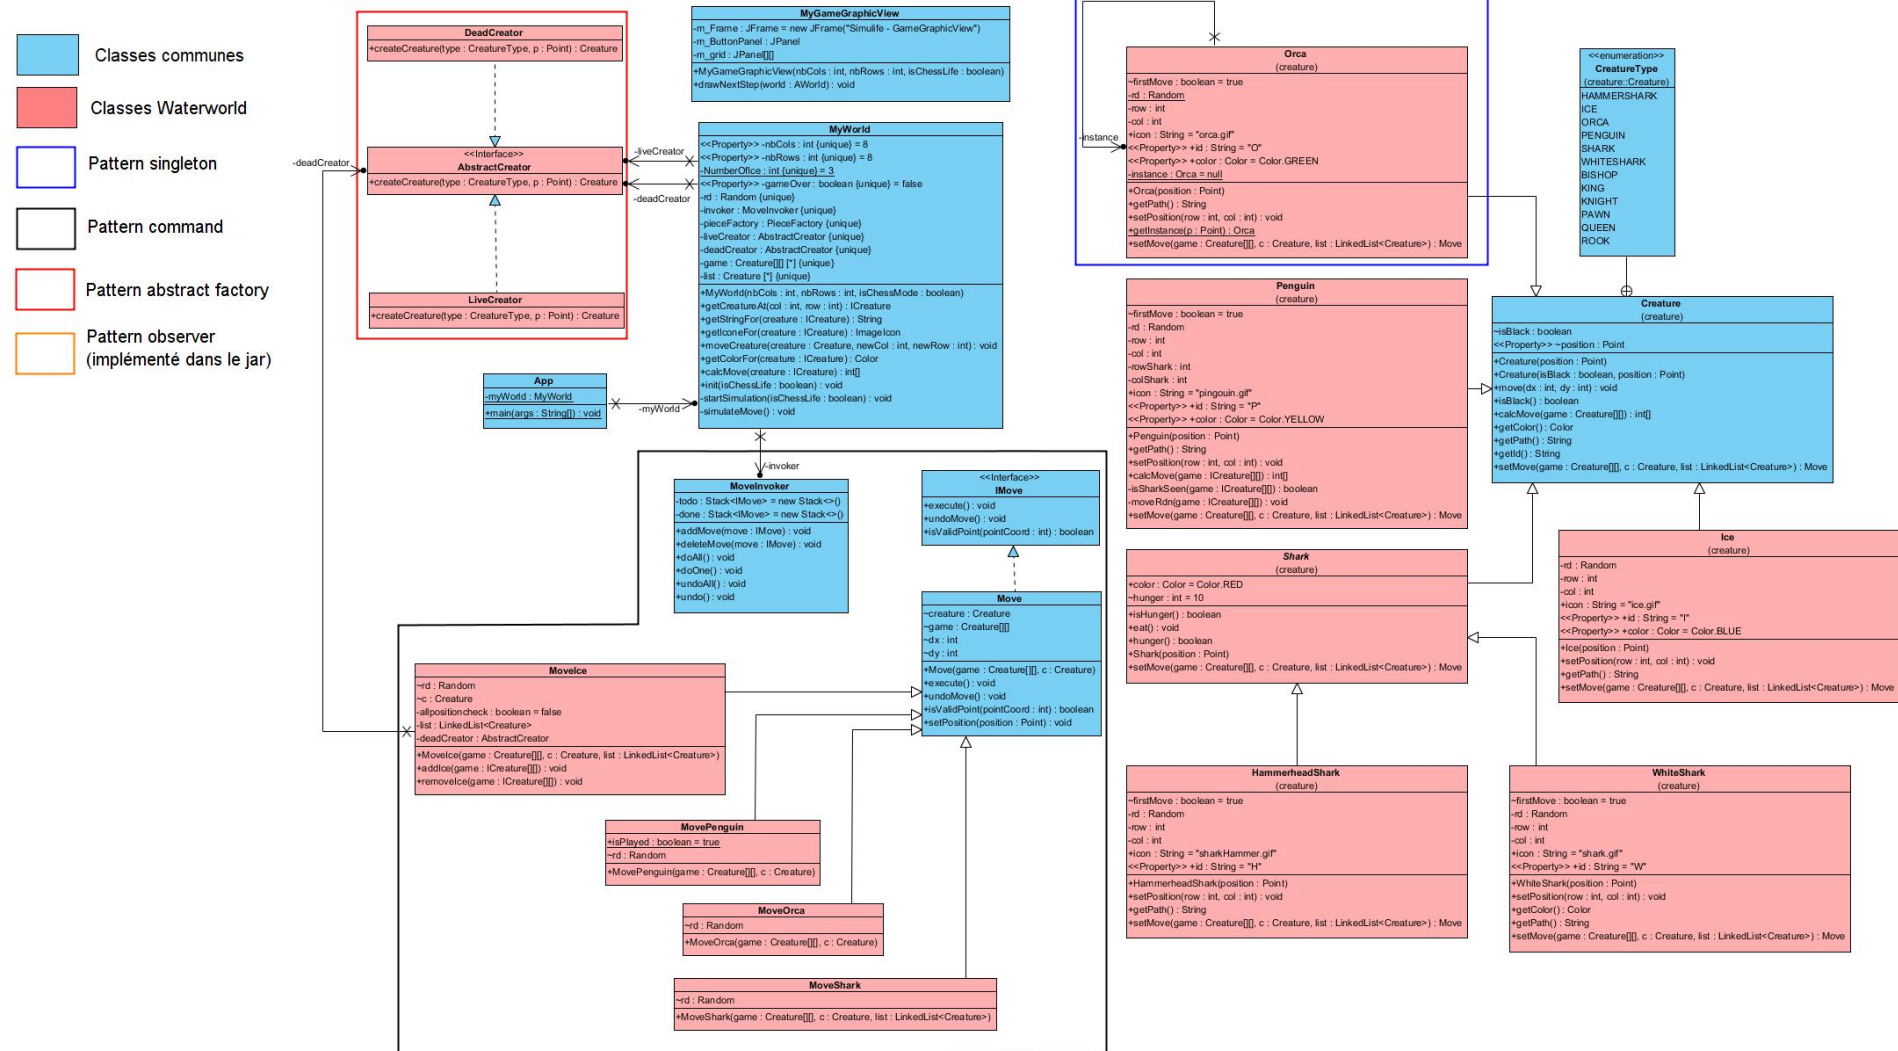 Classes communes
Classes Waterworld
Pattern singleton
Pattern command
Pattern abstract factory
Pattern observer
(implémenté dans le jar)
DeadCreator
+createCreature(type : CreatureType, p : Point) : Creature
<<Interface>>
AbstractCreator
+createCreature(type : CreatureType, p : Point) : Creature
LiveCreator
+createCreature(type : CreatureType, p : Point) : Creature
-deadCreator
-liveCreator
-deadCreator
MyGameGraphicView
-m_Frame : JFrame = new JFrame("Simulife - GameGraphicView")
-m_ButtonPanel : JPanel
-m_grid : JPanel[][]
+MyGameGraphicView(nbCols : int, nbRows : int, isChessLife : boolean)
+drawNextStep(world : AWorld) : void
MyWorld
<<Property>> -nbCols : int {unique} = 8
<<Property>> -nbRows : int {unique} = 8
-NumberOfIce : int {unique} = 3
<<Property>> -gameOver : boolean {unique} = false
-rd : Random {unique}
-invoker : MoveInvoker {unique}
-pieceFactory : PieceFactory {unique}
-liveCreator : AbstractCreator {unique}
-deadCreator : AbstractCreator {unique}
-game : Creature[][] [*] {unique}
-list : Creature [*] {unique}
+MyWorld(nbCols : int, nbRows : int, isChessMode : boolean)
+getCreatureAt(col : int, row : int) : ICreature
+getStringFor(creature : ICreature) : String
+getIconeFor(creature : ICreature) : ImageIcon
+moveCreature(creature : Creature, newCol : int, newRow : int) : void
+getColorFor(creature : ICreature) : Color
+calcMove(creature : ICreature) : int[]
+init(isChessLife : boolean) : void
-startSimulation(isChessLife : boolean) : void
-simulateMove() : void
App
-myWorld : MyWorld
+main(args : String[]) : void
-myWorld
-invoker
MoveInvoker
-todo : Stack<IMove> = new Stack<>()
-done : Stack<IMove> = new Stack<>()
+addMove(move : IMove) : void
+deleteMove(move : IMove) : void
+doAll() : void
+doOne() : void
+undoAll() : void
+undo() : void
<<Interface>>
IMove
+execute() : void
+undoMove() : void
+isValidPoint(pointCoord : int) : boolean
Move
~creature : Creature
~game : Creature[][]
~dx : int
~dy : int
+Move(game : Creature[][], c : Creature)
+execute() : void
+undoMove() : void
+isValidPoint(pointCoord : int) : boolean
+setPosition(position : Point) : void
MoveIce
~rd : Random
~c : Creature
-allpositioncheck : boolean = false
-list : LinkedList<Creature>
-deadCreator : AbstractCreator
+MoveIce(game : Creature[][], c : Creature, list : LinkedList<Creature>)
+addIce(game : ICreature[][]) : void
+removeIce(game : ICreature[][]) : void
MovePenguin
+isPlayed : boolean = true
~rd : Random
+MovePenguin(game : Creature[][], c : Creature)
MoveOrca
~rd : Random
+MoveOrca(game : Creature[][], c : Creature)
MoveShark
~rd : Random
+MoveShark(game : Creature[][], c : Creature, list : LinkedList<Creature>)
-instance
Orca
(creature)
~firstMove : boolean = true
-rd : Random
-row : int
-col : int
+icon : String = "orca.gif"
<<Property>> +id : String = "O"
<<Property>> +color : Color = Color.GREEN
-instance : Orca = null
+Orca(position : Point)
+getPath() : String
+setPosition(row : int, col : int) : void
+getInstance(p : Point) : Orca
+setMove(game : Creature[][], c : Creature, list : LinkedList<Creature>) : Move
<<enumeration>>
CreatureType
(creature::Creature)
HAMMERSHARK
ICE
ORCA
PENGUIN
SHARK
WHITESHARK
BISHOP
KING
KNIGHT
PAWN
QUEEN
ROOK
Penguin
(creature)
~firstMove : boolean = true
-rd : Random
-row : int
-col : int
-rowShark : int
-colShark : int
+icon : String = "pingouin.gif"
<<Property>> +id : String = "P"
<<Property>> +color : Color = Color.YELLOW
+Penguin(position : Point)
+getPath() : String
+setPosition(row : int, col : int) : void
+calcMove(game : ICreature[][]) : int[]
-isSharkSeen(game : ICreature[][]) : boolean
-moveRdn(game : ICreature[][]) : void
+setMove(game : Creature[][], c : Creature, list : LinkedList<Creature>) : Move
Creature
(creature)
~isBlack : boolean
<<Property>> ~position : Point
+Creature(position : Point)
+Creature(isBlack : boolean, position : Point)
+move(dx : int, dy : int) : void
+isBlack() : boolean
+calcMove(game : Creature[][]) : int[]
+getColor() : Color
+getPath() : String
+getId() : String
+setMove(game : Creature[][], c : Creature, list : LinkedList<Creature>) : Move
Shark
(creature)
+color : Color = Color.RED
~hunger : int = 10
+isHunger() : boolean
+eat() : void
+hunger() : boolean
+Shark(position : Point)
+setMove(game : Creature[][], c : Creature, list : LinkedList<Creature>) : Move
Ice
(creature)
-rd : Random
-row : int
-col : int
+icon : String = "ice.gif"
<<Property>> +id : String = "I"
<<Property>> +color : Color = Color.BLUE
+Ice(position : Point)
+setPosition(row : int, col : int) : void
+getPath() : String
+setMove(game : Creature[][], c : Creature, list : LinkedList<Creature>) : Move
HammerheadShark
(creature)
~firstMove : boolean = true
-rd : Random
-row : int
-col : int
+icon : String = "sharkHammer.gif"
<<Property>> +id : String = "H"
+HammerheadShark(position : Point)
+setPosition(row : int, col : int) : void
+getPath() : String
+setMove(game : Creature[][], c : Creature, list : LinkedList<Creature>) : Move
WhiteShark
(creature)
~firstMove : boolean = true
-rd : Random
-row : int
-col : int
+icon : String = "shark.gif"
<<Property>> +id : String = "W"
+WhiteShark(position : Point)
+setPosition(row : int, col : int) : void
+getColor() : Color
+getPath() : String
+setMove(game : Creature[][], c : Creature, list : LinkedList<Creature>) : Move